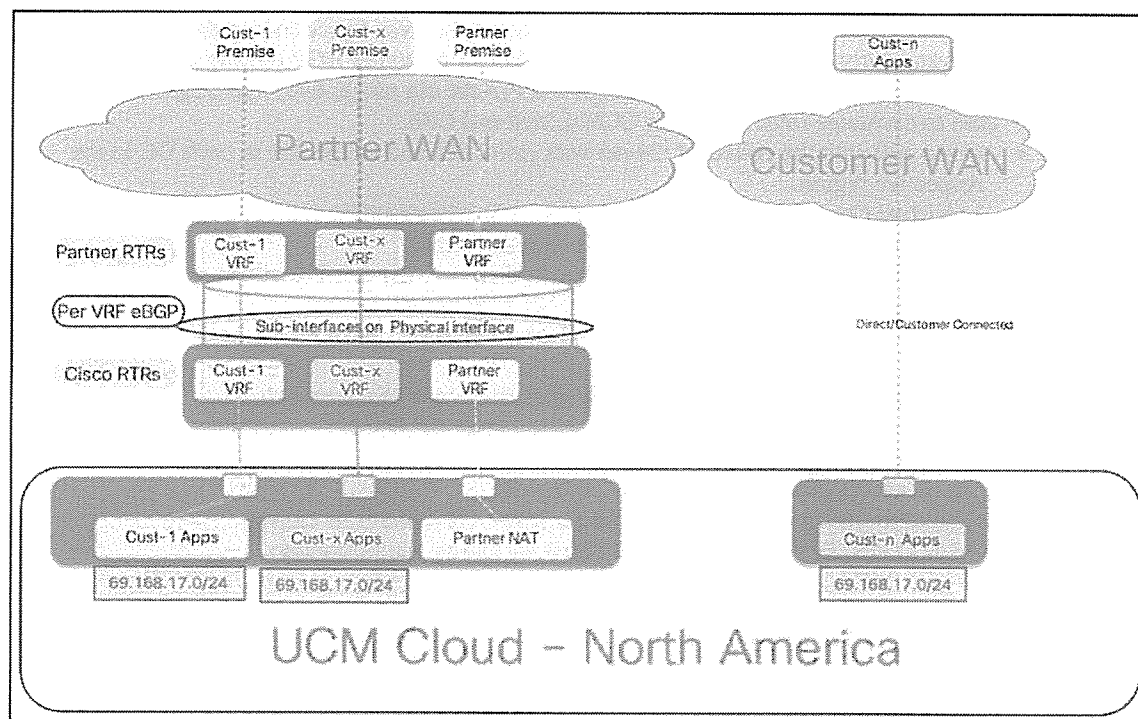 Cust-1
Premise
Cust-x
Premise
Partner
Premise
Cust-n
Apps
Partner WAN
Customer WAN
Partner RTRs
Cust-1
VRF
Cust-x
VRF
Partner
VRF
Per VRF eBGP
Sub-interfaces on Physical interface
Direct/Customer Connected
Cisco RTRs
Cust-1
VRF
Cust-x
VRF
Partner
VRF
Cust-1 Apps
Cust-x Apps
Partner NAT
Cust-n Apps
69.168.17.0/24
69.168.17.0/24
69.168.17.0/24
UCM Cloud - North America